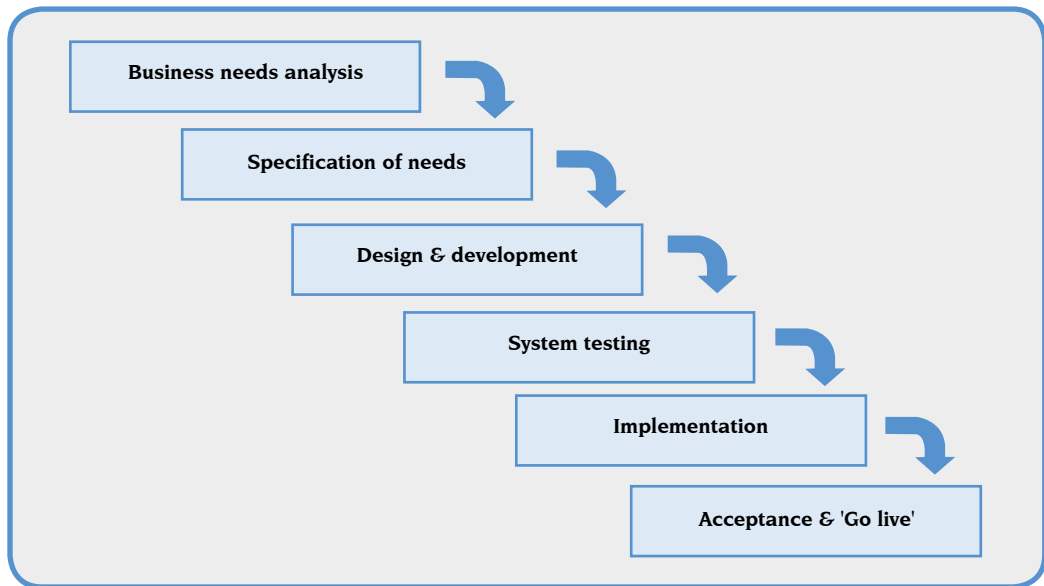 Business needs analysis
Specification of needs
Design & development
System testing
Implementation
Acceptance & 'Go live'